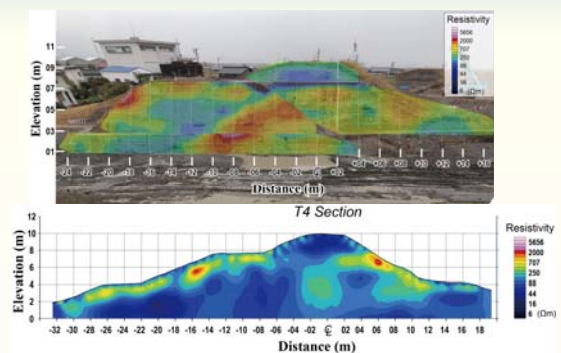 Resistivity
5656
2000
707
250
88
44
16
6 (Ωm)
Elevation (m)
11
09
07
05
03
01
-24 -22 -20 -18 -16 -14 -12 -10 -08 -06 -04 -02
Distance (m)
T4 Section
Elevation (m)
12
10
8
6
4
2
0
-32 -30 -28 -26 -24 -22 -20 -18 -16 -14 -12 -10 -08 -06 -04 -02 ℄ 02 04 06 08 10 12 14 16 18
Distance (m)
Resistivity
5656
2000
707
250
88
44
16
6 (Ωm)